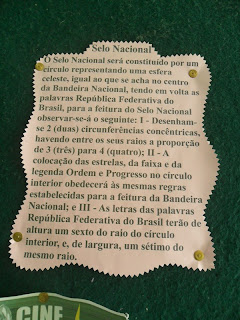 Selo Nacional
O Selo Nacional será constituído por um
círculo representando uma esfera
celeste, igual ao que se acha no centro
da Bandeira Nacional, tendo em volta as
palavras República Federativa do
Brasil, para a feitura do Selo Nacional
observar-se-á o seguinte: I - Desenham-
se 2 (duas) circunferências concêntricas,
havendo entre os seus raios a proporção
de 3 (três) para 4 (quatro); II - A
colocação das estrelas, da faixa e da
legenda Ordem e Progresso no círculo
interior obedecerá às mesmas regras
estabelecidas para a feitura da Bandeira
Nacional; e III - As letras das palavras
República Federativa do Brasil terão de
altura um sexto do raio do círculo
interior, e, de largura, um sétimo do
mesmo raio.
CINE